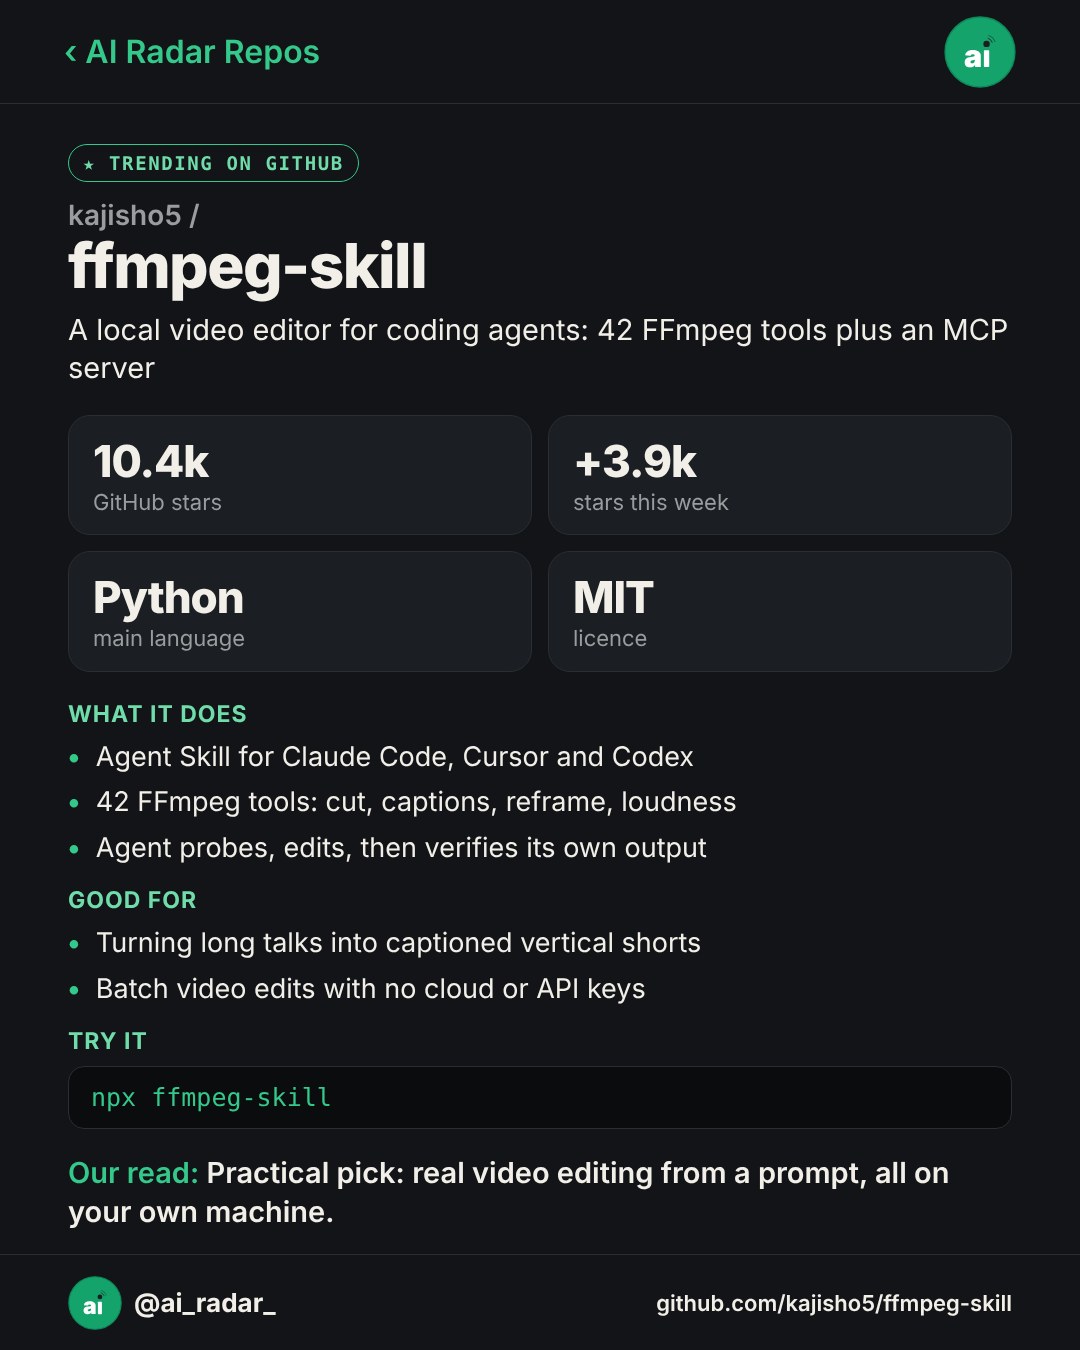 ‹ AI Radar Repos
ai
★ TRENDING ON GITHUB
kajisho5 /
ffmpeg-skill
A local video editor for coding agents: 42 FFmpeg tools plus an MCP
server
10.4k
GitHub stars
+3.9k
stars this week
Python
main language
MIT
licence
WHAT IT DOES
• Agent Skill for Claude Code, Cursor and Codex
• 42 FFmpeg tools: cut, captions, reframe, loudness
• Agent probes, edits, then verifies its own output
GOOD FOR
• Turning long talks into captioned vertical shorts
• Batch video edits with no cloud or API keys
TRY IT
npx ffmpeg-skill
Our read: Practical pick: real video editing from a prompt, all on
your own machine.
ai
@ai_radar_
github.com/kajisho5/ffmpeg-skill